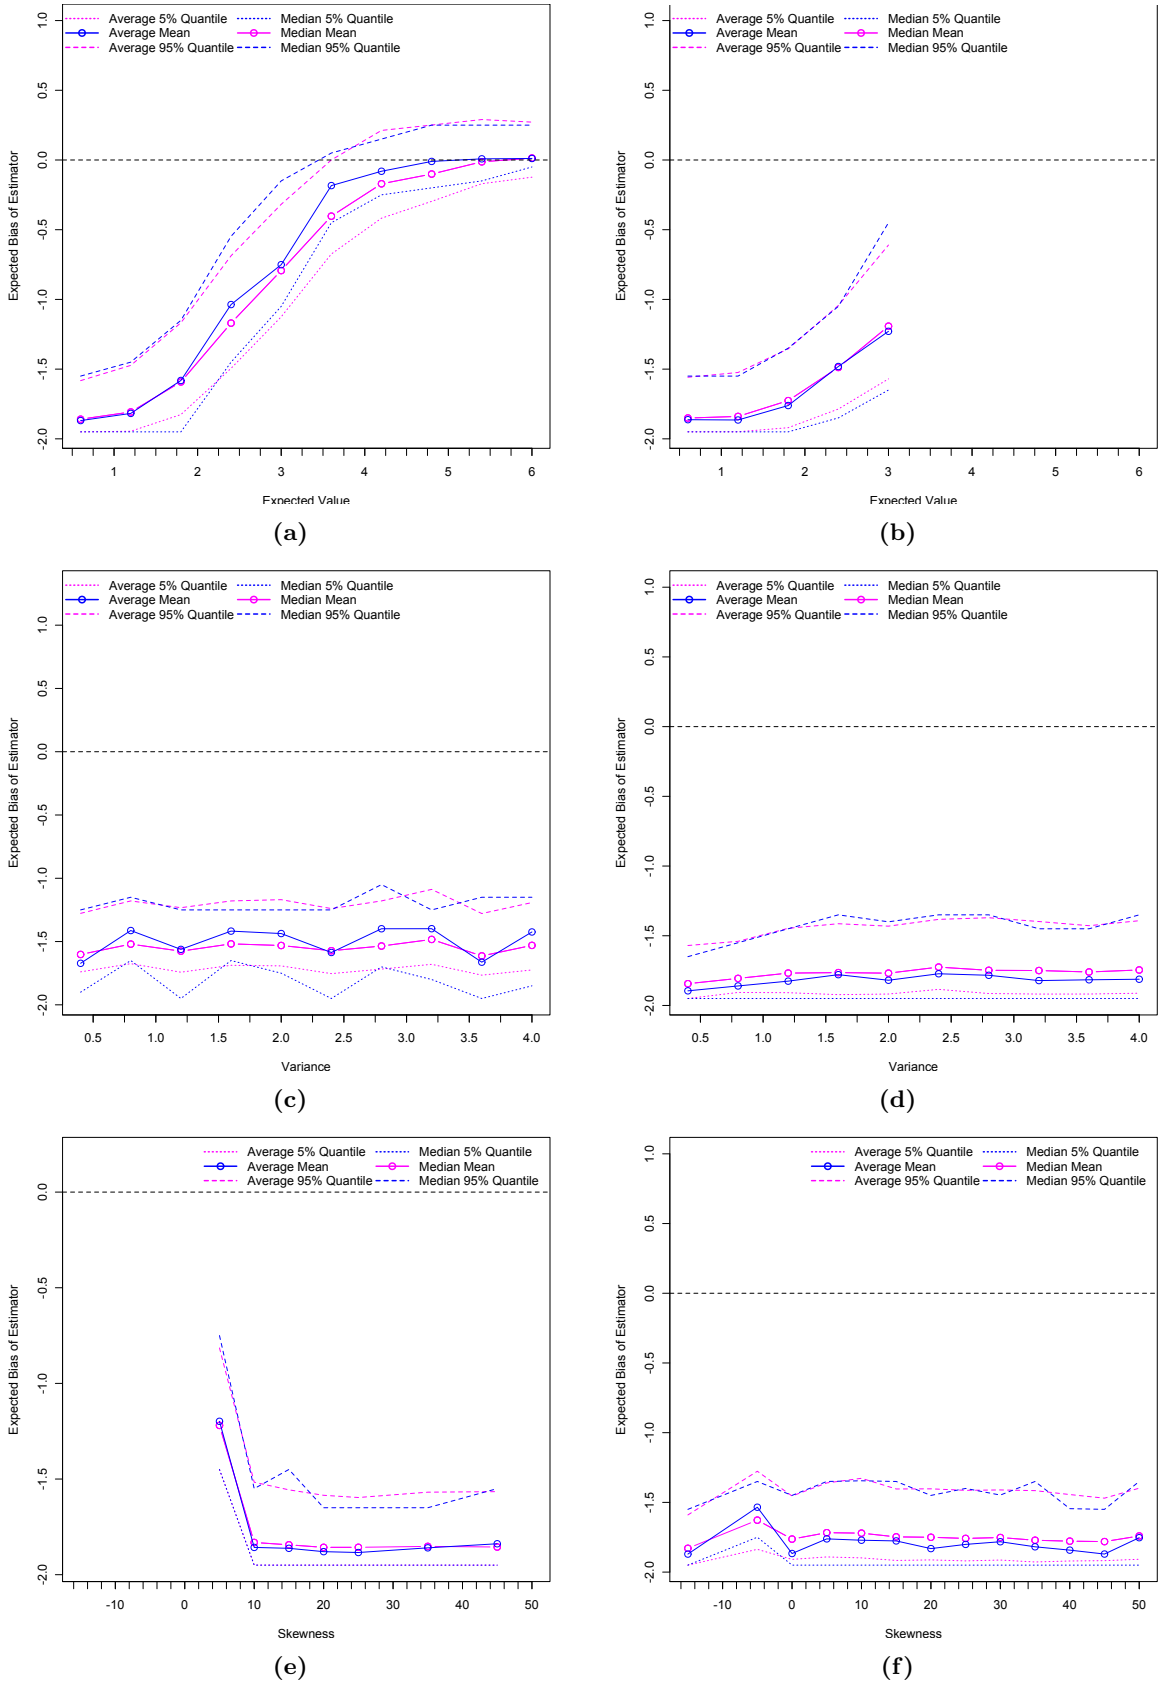 Average 5% Quantile Median 5% Quantile
Average Mean Median Mean
Average 95% Quantile Median 95% Quantile
Expected Bias of Estimator
1.0
0.5
0.0
-0.5
-1.0
-1.5
-2.0
1 2 3 4 5 6
Expected Value
(a)
Average 5% Quantile Median 5% Quantile
Average Mean Median Mean
Average 95% Quantile Median 95% Quantile
Expected Bias of Estimator
1.0
0.5
0.0
-0.5
-1.0
-1.5
-2.0
1 2 3 4 5 6
Expected Value
(b)
Average 5% Quantile Median 5% Quantile
Average Mean Median Mean
Average 95% Quantile Median 95% Quantile
Expected Bias of Estimator
1.0
0.5
0.0
-0.5
-1.0
-1.5
-2.0
0.5 1.0 1.5 2.0 2.5 3.0 3.5 4.0
Variance
(c)
Average 5% Quantile Median 5% Quantile
Average Mean Median Mean
Average 95% Quantile Median 95% Quantile
Expected Bias of Estimator
1.0
0.5
0.0
-0.5
-1.0
-1.5
-2.0
0.5 1.0 1.5 2.0 2.5 3.0 3.5 4.0
Variance
(d)
Average 5% Quantile Median 5% Quantile
Average Mean Median Mean
Average 95% Quantile Median 95% Quantile
Expected Bias of Estimator
0.0
-0.5
-1.0
-1.5
-2.0
-10 0 10 20 30 40 50
Skewness
(e)
Average 5% Quantile Median 5% Quantile
Average Mean Median Mean
Average 95% Quantile Median 95% Quantile
Expected Bias of Estimator
1.0
0.5
0.0
-0.5
-1.0
-1.5
-2.0
-10 0 10 20 30 40 50
Skewness
(f)